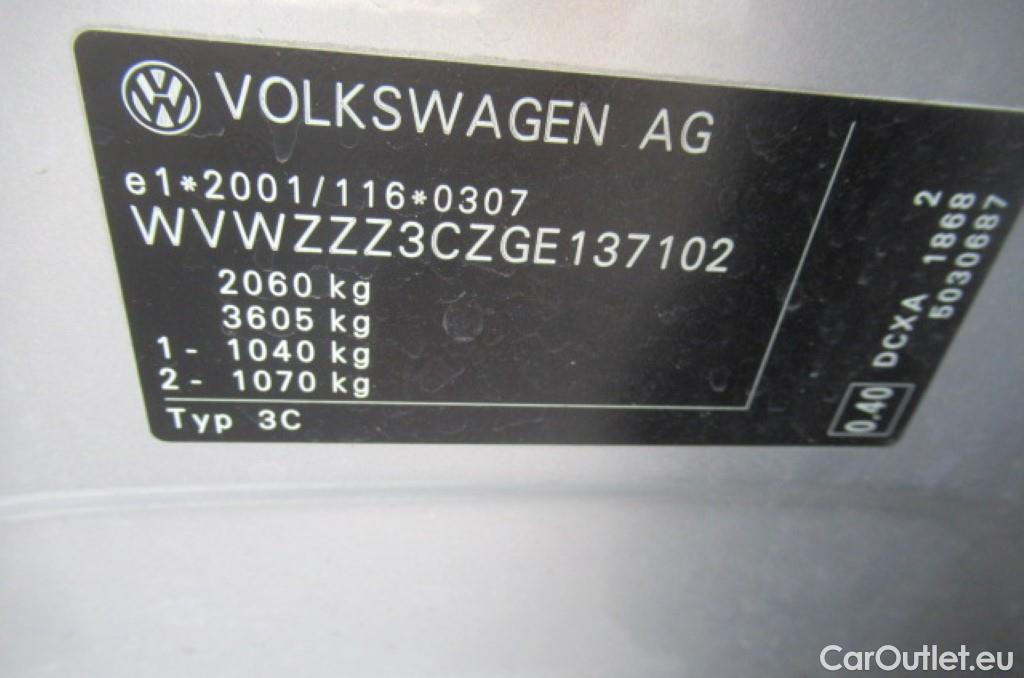 VOLKSWAGEN AG
e1*2001/116*0307
WVWZZZ3CZGE137102
2060 kg
3605 kg
1 - 1040 kg
2 - 1070 kg
Typ 3C
2
DCXA 1868
5030687
0.40
CarOutlet.eu